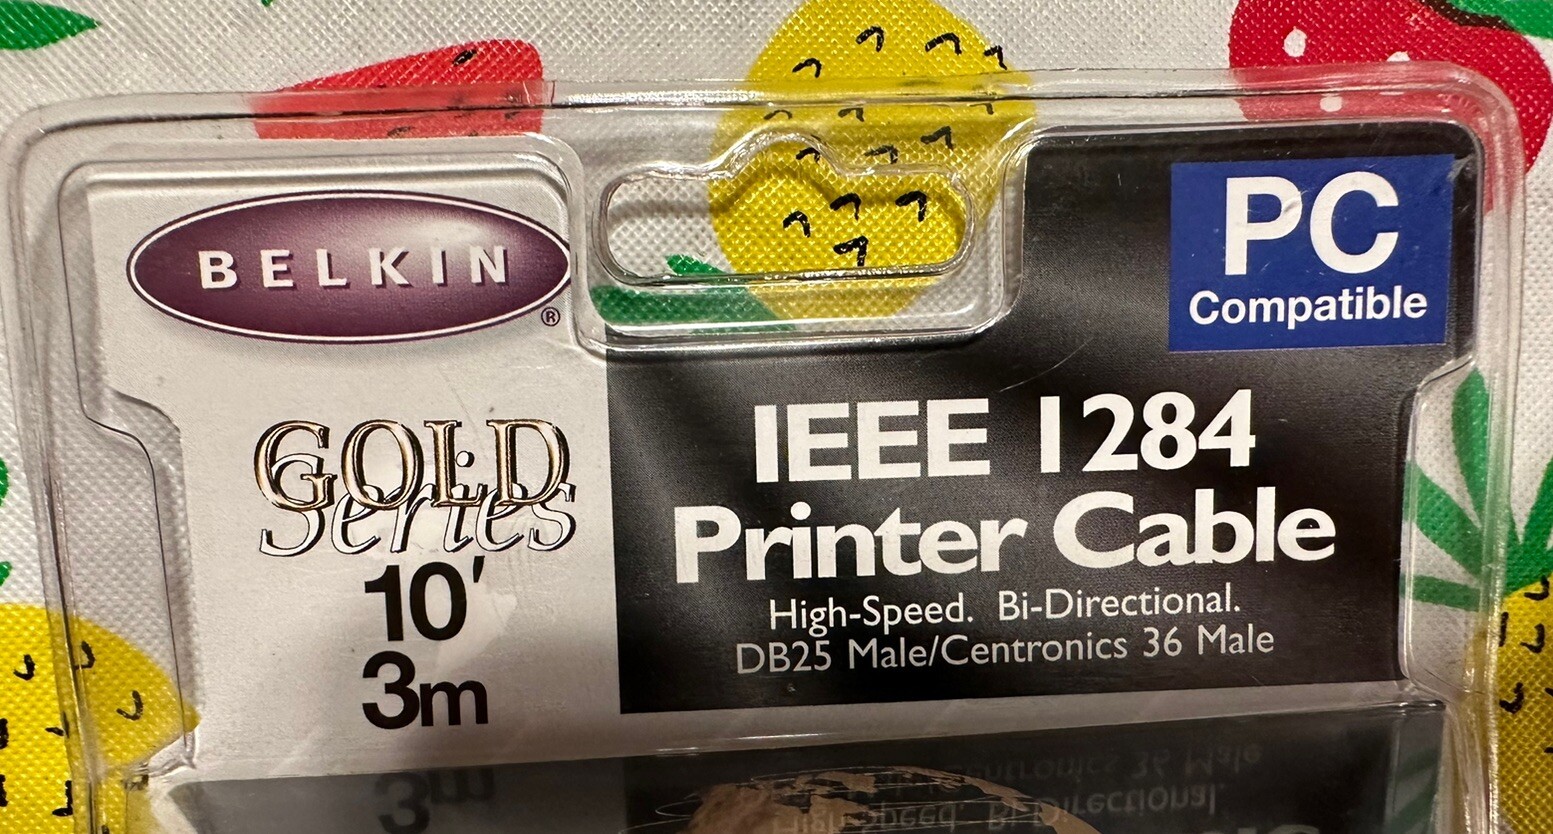 BELKIN
®
GOLD
Series
10'
3m
PC
Compatible
IEEE 1284
Printer Cable
High-Speed. Bi-Directional.
DB25 Male/Centronics 36 Male